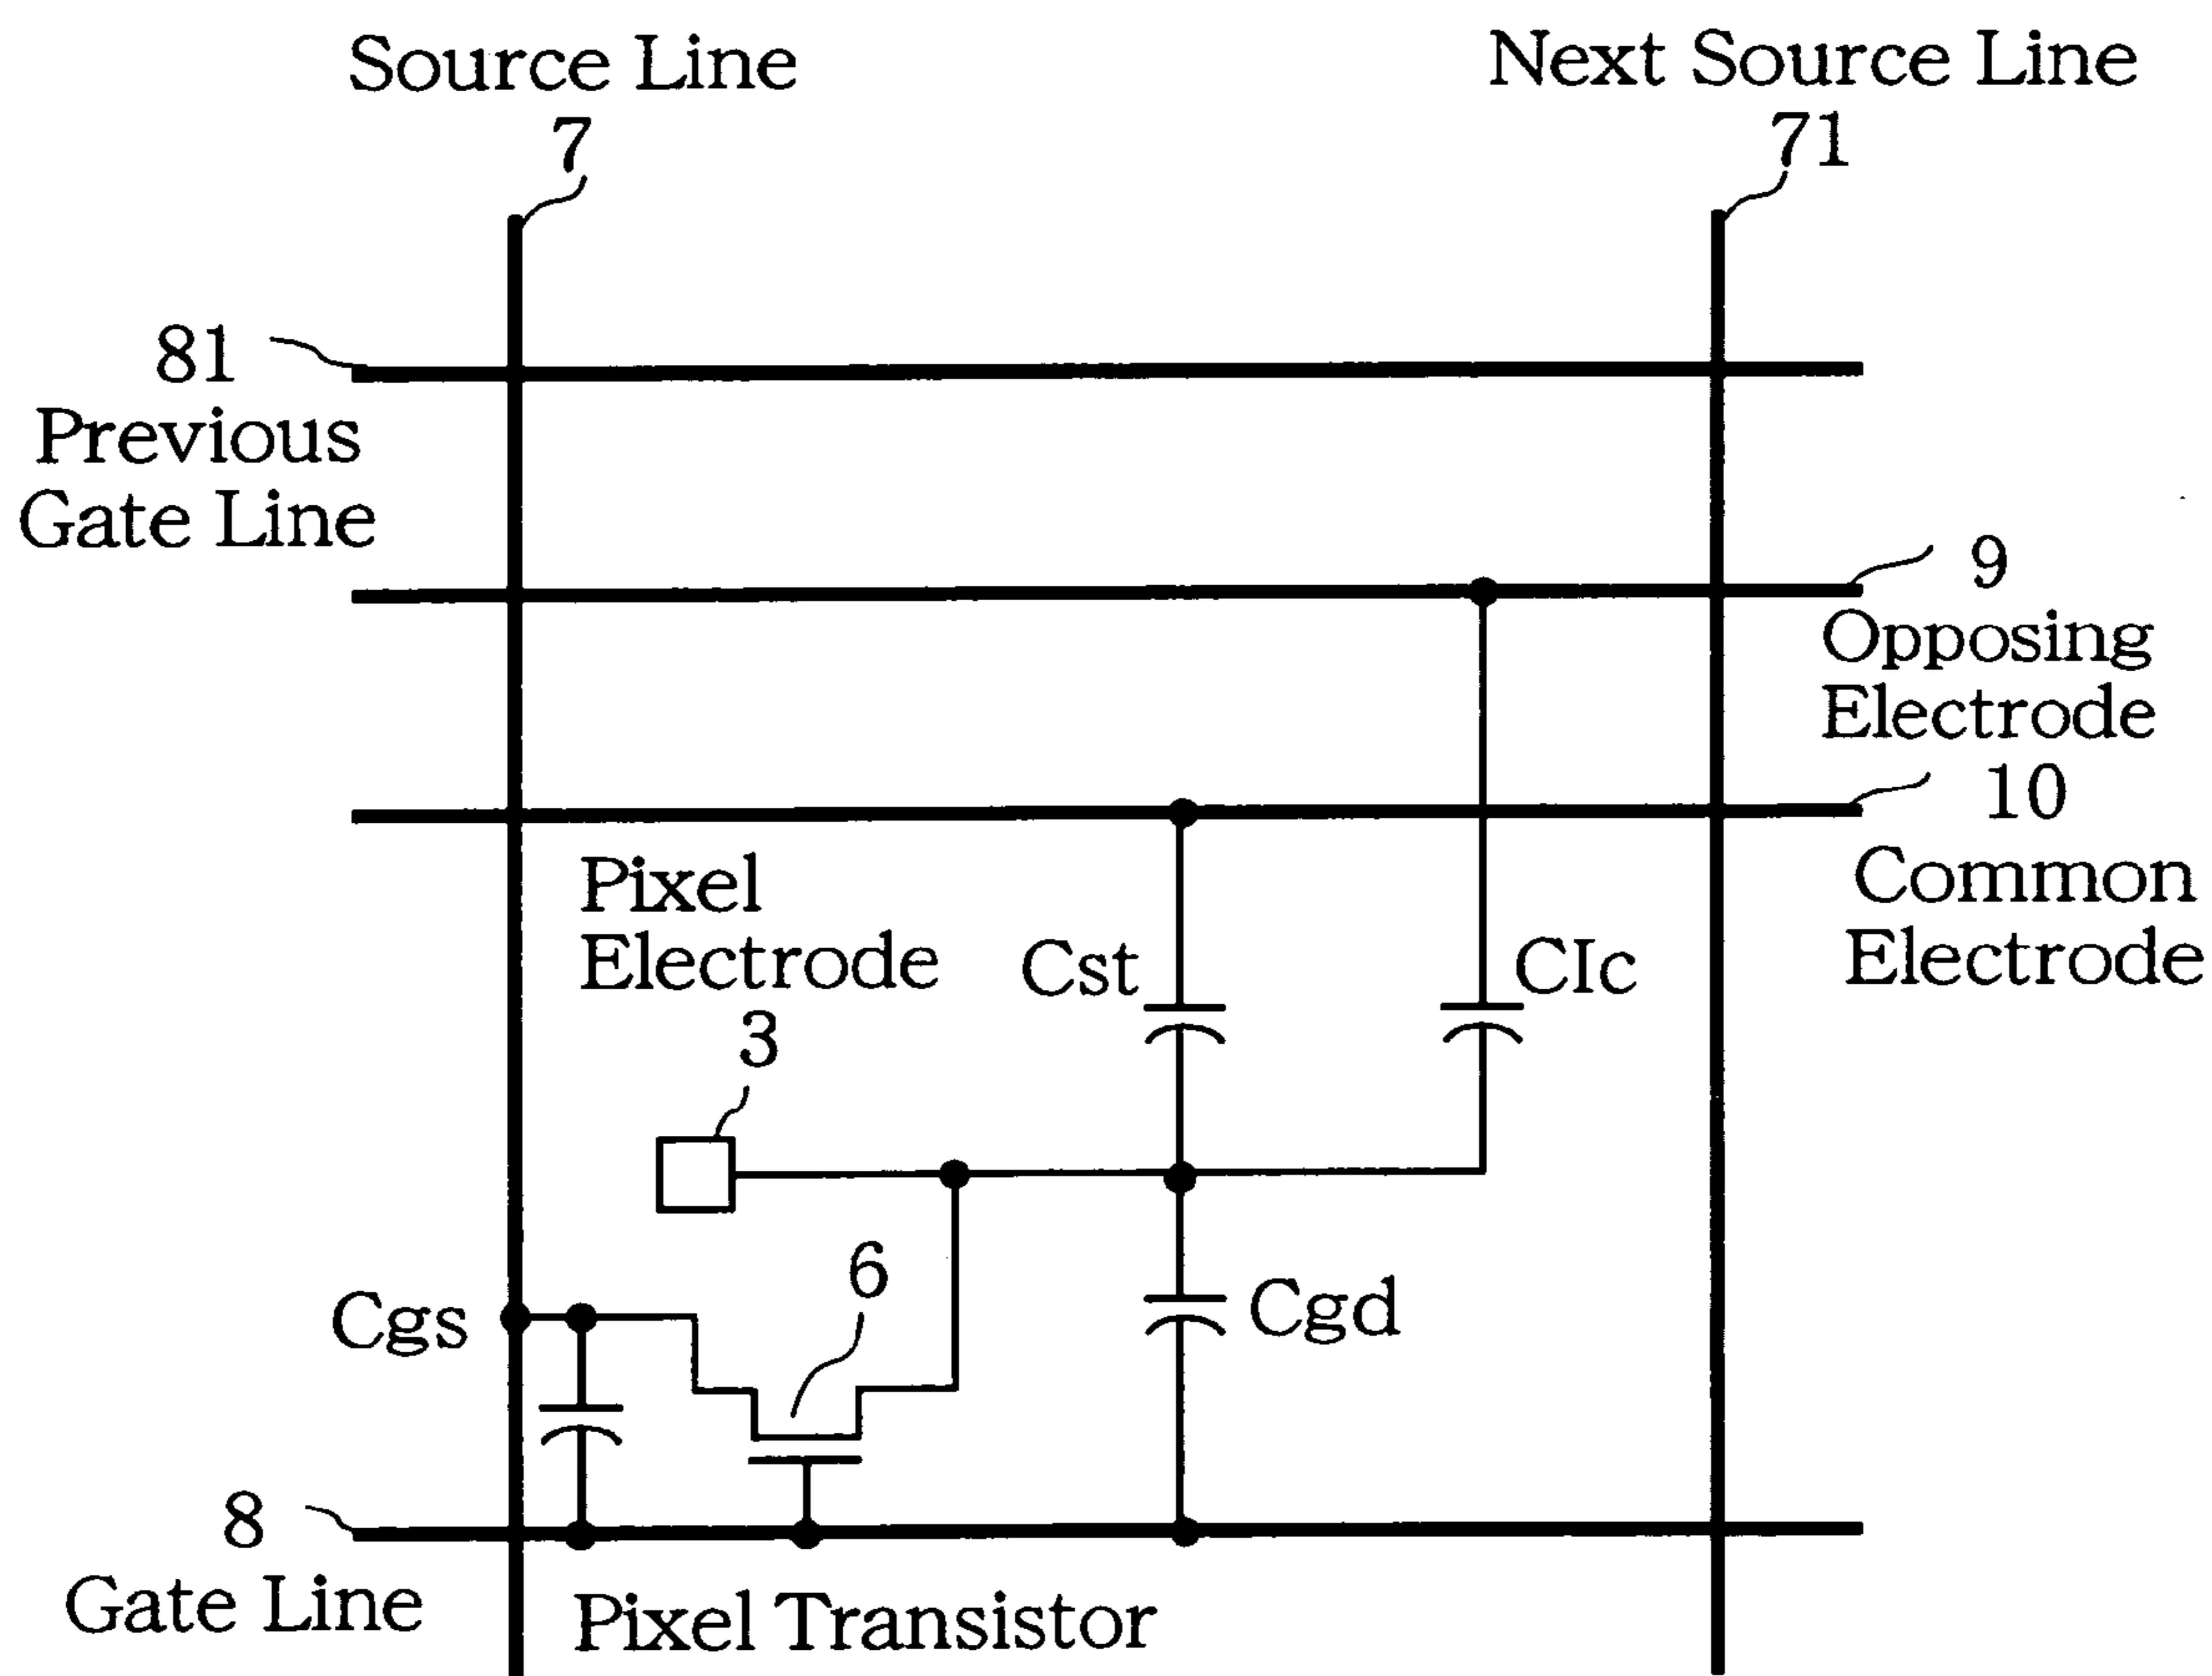 Source Line
7
Next Source Line
71
81
Previous
Gate Line
9
Opposing
Electrode
10
Common
Electrode
Pixel
Electrode
3
Cst
CIc
6
Cgs
Cgd
8
Gate Line
Pixel Transistor